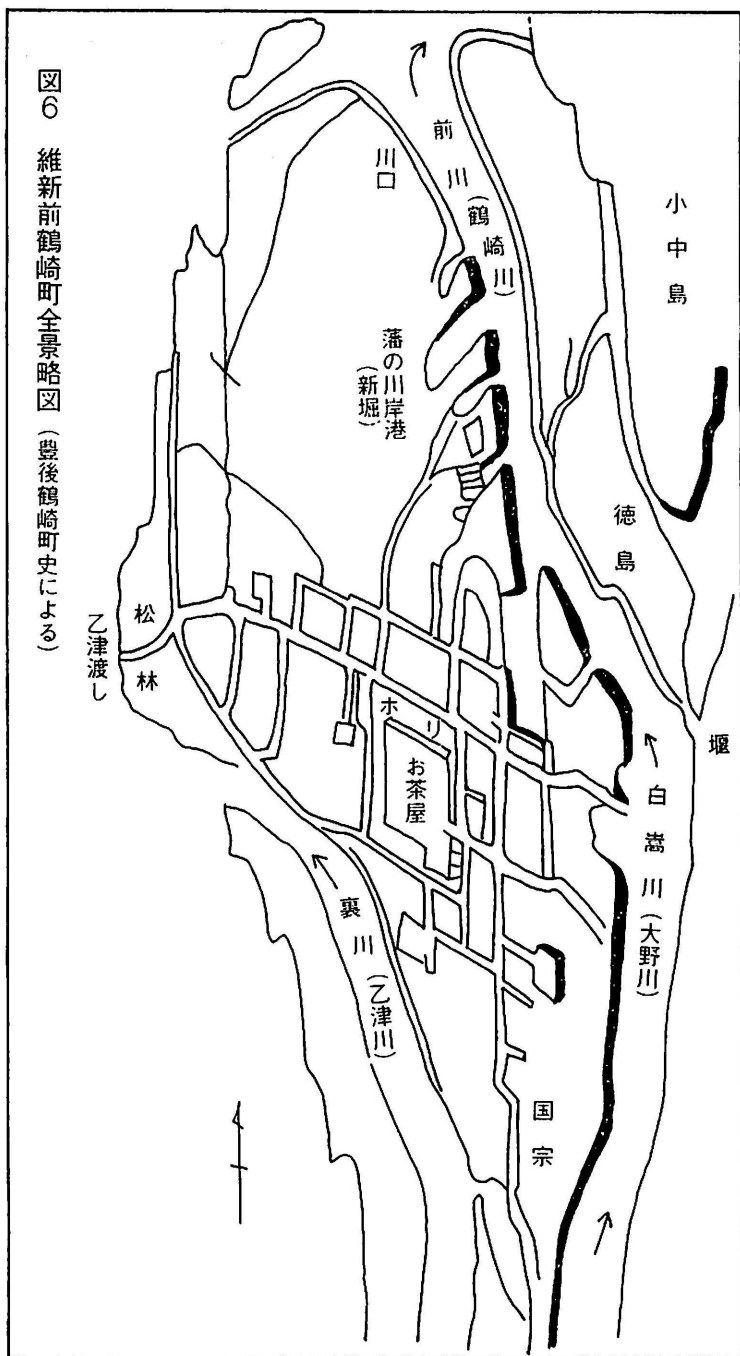 図6 維新前鶴崎町全景略図(豊後鶴崎町史による)
前川(鶴崎川)
川口
小中島
藩の川岸港
(新堀)
徳島
松林
乙津渡し
ホリ
お茶屋
堰
白嵩川(大野川)
裏川(乙津川)
国宗